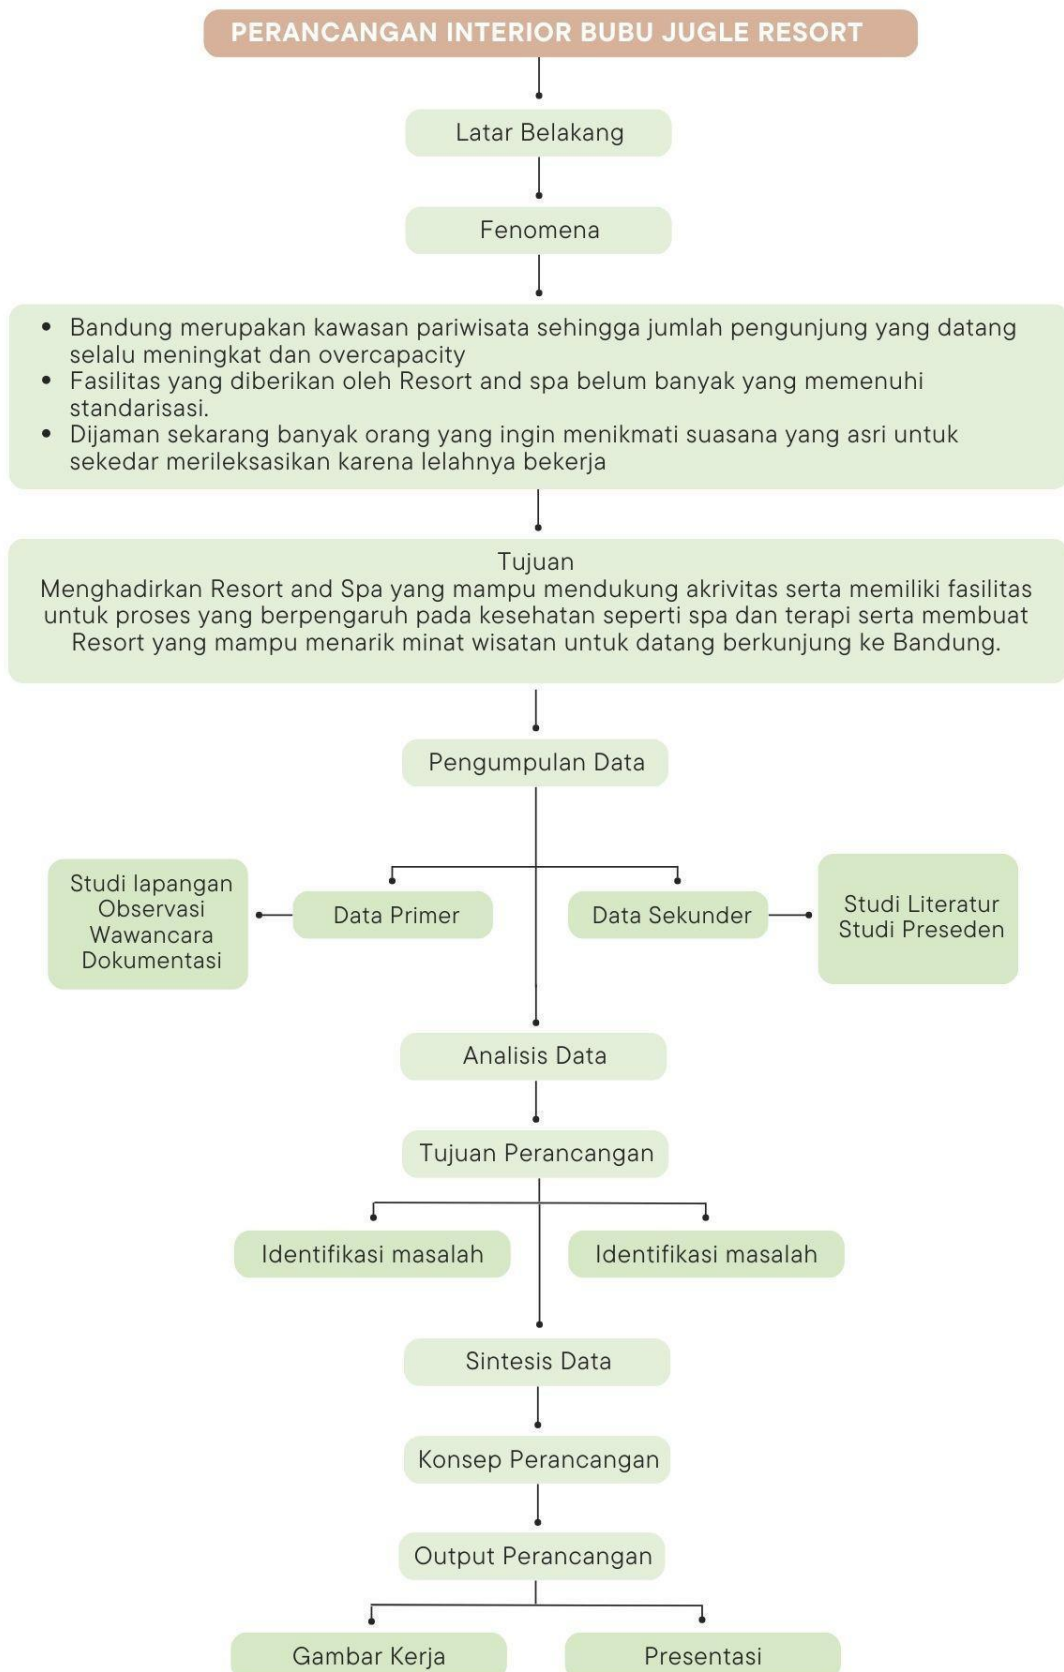 PERANCANGAN INTERIOR BUBU JUGLE RESORT
Latar Belakang
Fenomena
• Bandung merupakan kawasan pariwisata sehingga jumlah pengunjung yang datang
selalu meningkat dan overcapacity
• Fasilitas yang diberikan oleh Resort and spa belum banyak yang memenuhi
standarisasi.
• Dijaman sekarang banyak orang yang ingin menikmati suasana yang asri untuk
sekedar merileksasikan karena lelahnya bekerja
Tujuan
Menghadirkan Resort and Spa yang mampu mendukung akrivitas serta memiliki fasilitas
untuk proses yang berpengaruh pada kesehatan seperti spa dan terapi serta membuat
Resort yang mampu menarik minat wisatan untuk datang berkunjung ke Bandung.
Pengumpulan Data
Studi lapangan
Observasi
Wawancara
Dokumentasi
Data Primer
Data Sekunder
Studi Literatur
Studi Preseden
Analisis Data
Tujuan Perancangan
Identifikasi masalah
Identifikasi masalah
Sintesis Data
Konsep Perancangan
Output Perancangan
Gambar Kerja
Presentasi